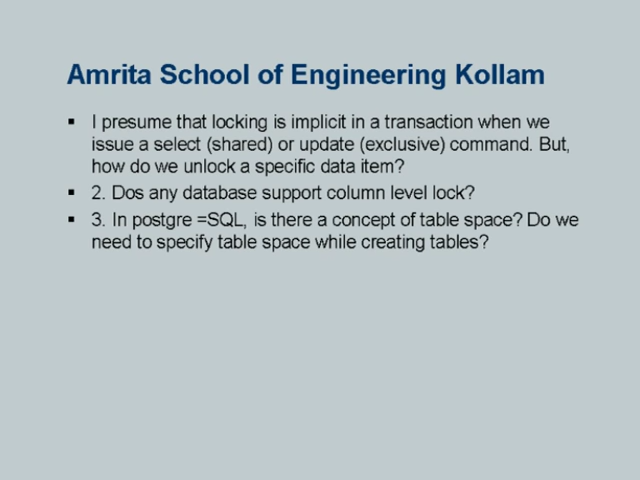 Amrita School of Engineering Kollam
▪ I presume that locking is implicit in a transaction when we
issue a select (shared) or update (exclusive) command. But,
how do we unlock a specific data item?
▪ 2. Dos any database support column level lock?
▪ 3. In postgre =SQL, is there a concept of table space? Do we
need to specify table space while creating tables?